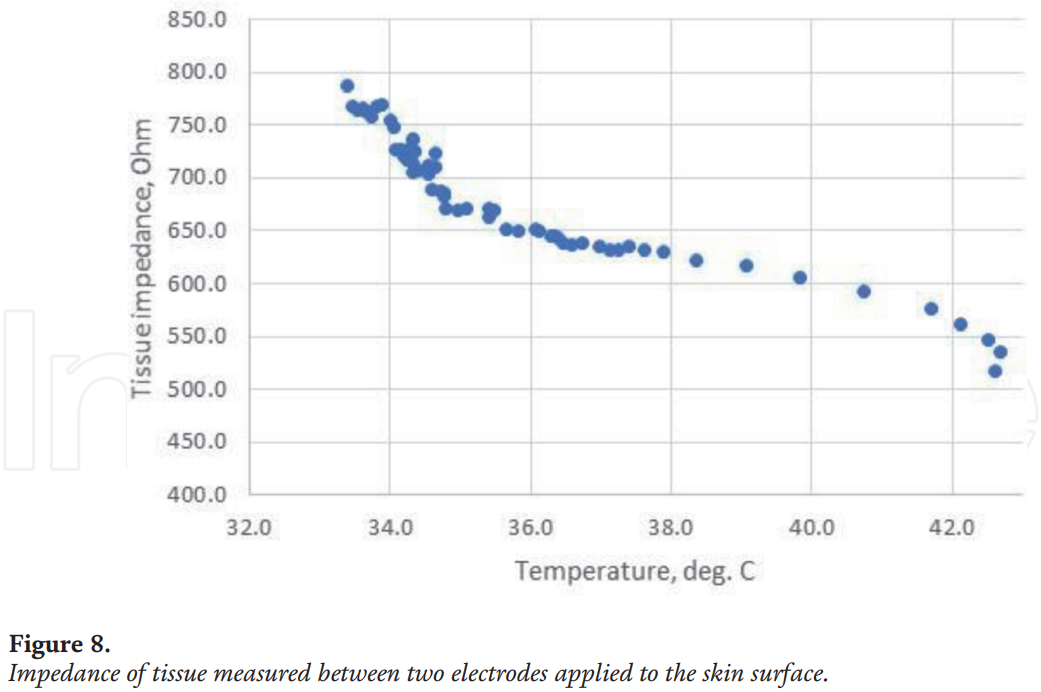 850.0
800.0
750.0
700.0
650.0
600.0
550.0
500.0
450.0
400.0
Tissue impedance, Ohm
32.0 34.0 36.0 38.0 40.0 42.0
Temperature, deg. C
Figure 8.
Impedance of tissue measured between two electrodes applied to the skin surface.